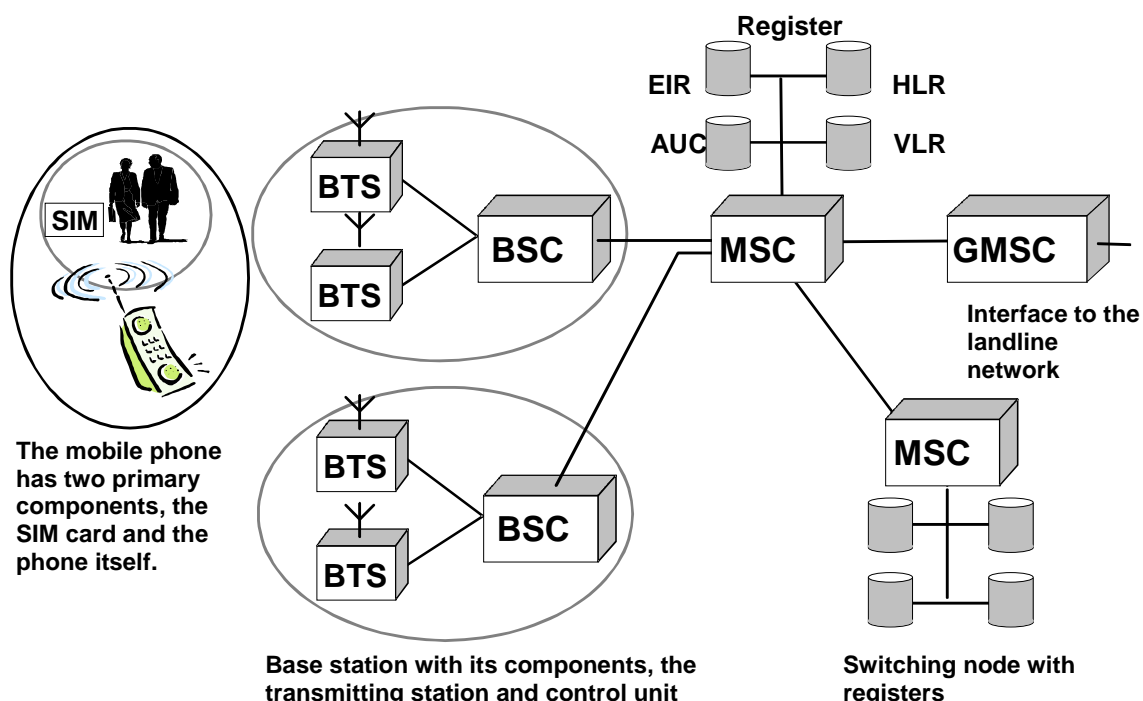 Register
EIR
HLR
AUC
VLR
SIM
BTS
BTS
BSC
MSC
GMSC
Interface to the
landline
network
The mobile phone
has two primary
components, the
SIM card and the
phone itself.
BTS
BTS
BSC
MSC
Base station with its components, the
transmitting station and control unit
Switching node with
registers